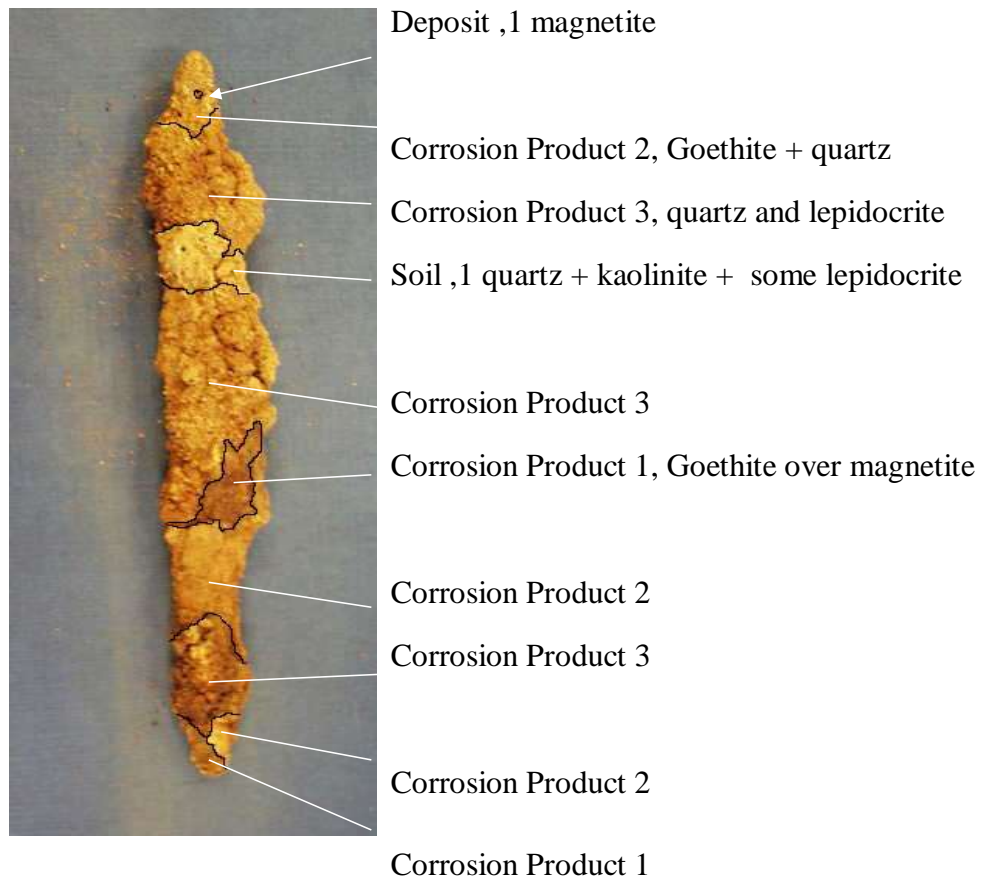 Deposit ,1 magnetite
Corrosion Product 2, Goethite + quartz
Corrosion Product 3, quartz and lepidocrite
Soil ,1 quartz + kaolinite + some lepidocrite
Corrosion Product 3
Corrosion Product 1, Goethite over magnetite
Corrosion Product 2
Corrosion Product 3
Corrosion Product 2
Corrosion Product 1